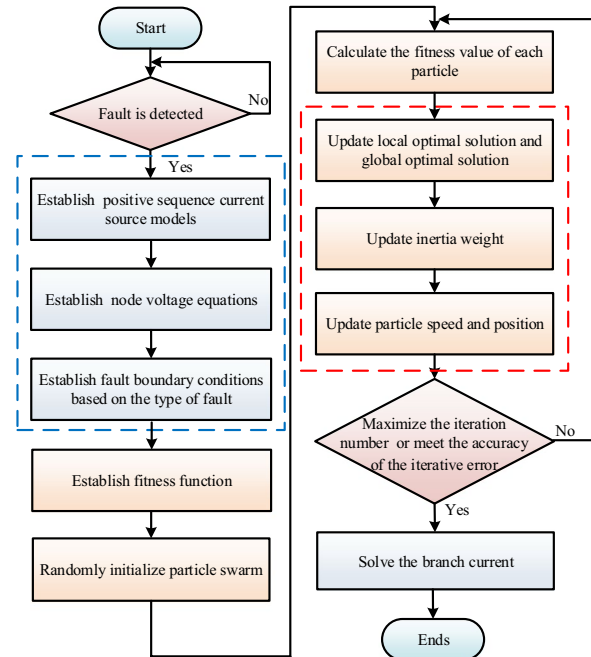 Start
Fault is detected
No
Yes
Establish positive sequence current
source models
Establish node voltage equations
Establish fault boundary conditions
based on the type of fault
Establish fitness function
Randomly initialize particle swarm
Calculate the fitness value of each
particle
Update local optimal solution and
global optimal solution
Update inertia weight
Update particle speed and position
Maximize the iteration
number or meet the accuracy
of the iterative error
No
Yes
Solve the branch current
Ends